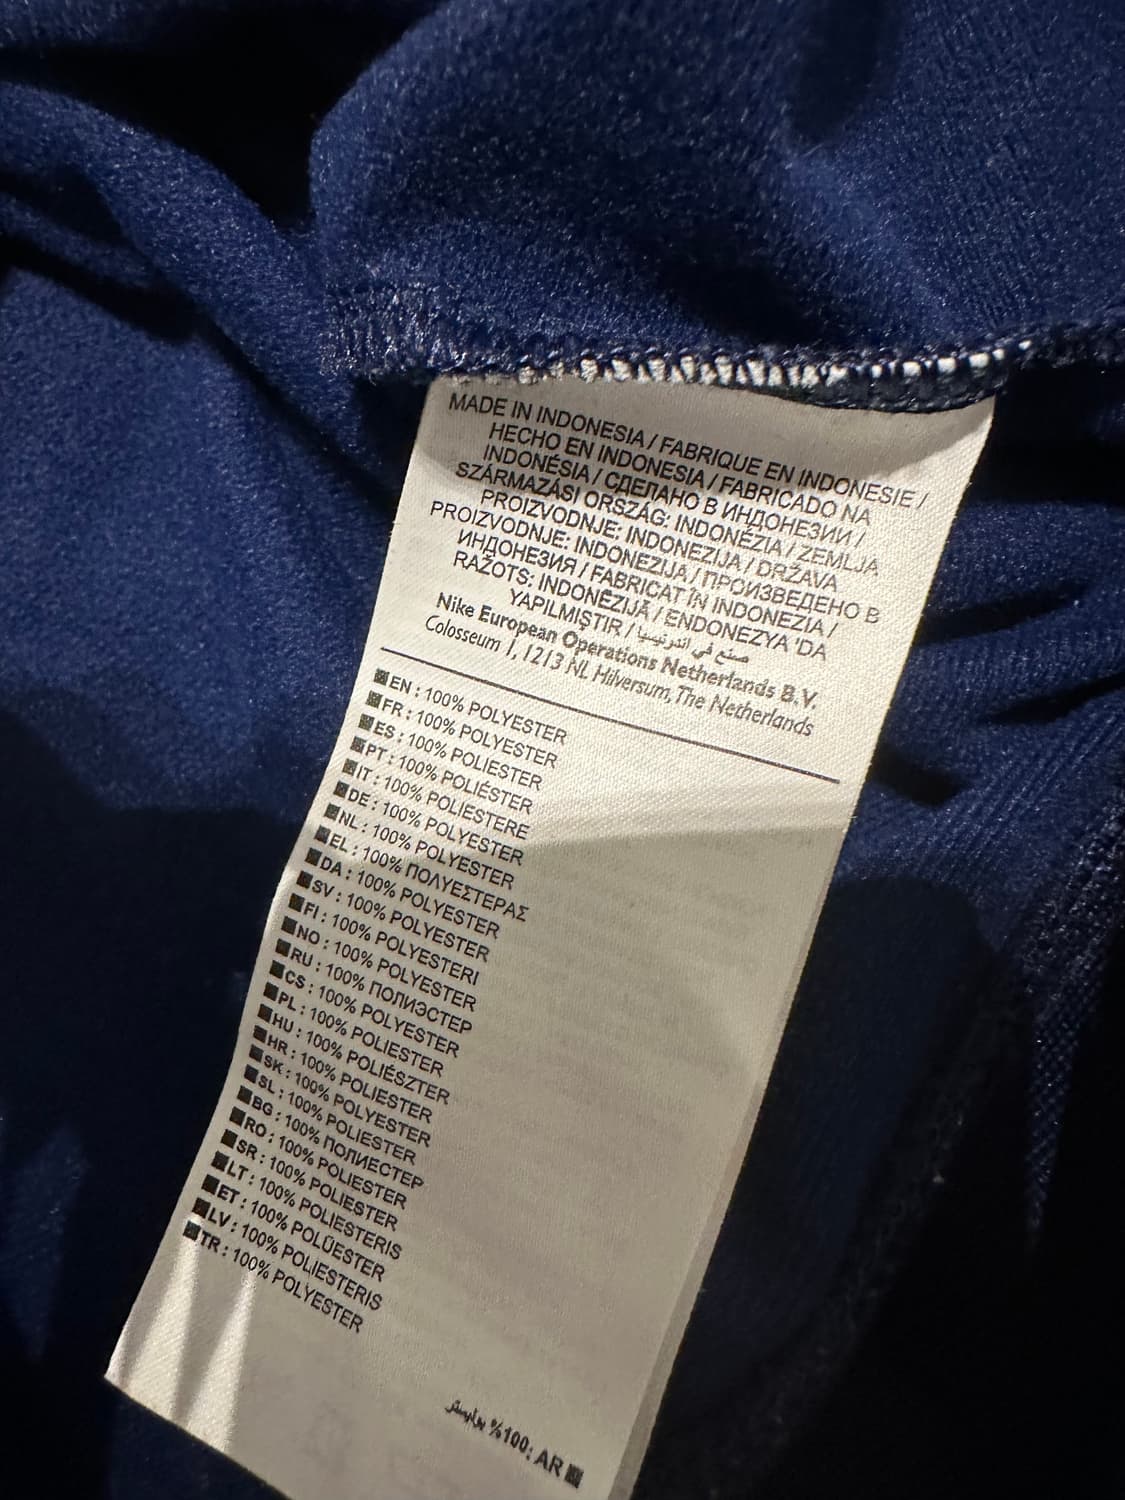 MADE IN INDONESIA / FABRIQUE EN INDONESIE /
HECHO EN INDONESIA / FABRICADO NA
INDONÉSIA / СДЕЛАНО В ИНДОНЕЗИИ /
SZÁRMAZÁSI ORSZÁG: INDONÉZIA / ZEMLJA
PROIZVODNJE: INDONEZIJA / DRŽAVA
PROIZVODNJE: INDONEZIJA / ПРОИЗВЕДЕНО В
ИНДОНЕЗИЯ / FABRICAT ÎN INDONEZIA /
RAŽOTS: INDONĒZIJĀ / ENDONEZYA 'DA
YAPILMIŞTIR / صنع في اندونيسيا
Nike European Operations Netherlands B.V.
Colosseum 1, 1213 NL Hilversum, The Netherlands
EN : 100% POLYESTER
FR : 100% POLYESTER
ES : 100% POLIESTER
PT : 100% POLIÉSTER
IT : 100% POLIESTERE
DE : 100% POLYESTER
NL : 100% POLYESTER
EL : 100% ΠΟΛΥΕΣΤΕΡΑΣ
DA : 100% POLYESTER
SV : 100% POLYESTER
FI : 100% POLYESTERI
NO : 100% POLYESTER
RU : 100% ПОЛИЭСТЕР
CS : 100% POLYESTER
PL : 100% POLIESTER
HU : 100% POLIÉSZTER
HR : 100% POLIESTER
SK : 100% POLYESTER
SL : 100% POLIESTER
BG : 100% ПОЛИЕСТЕР
RO : 100% POLIESTER
SR : 100% POLIESTER
LT : 100% POLIESTERIS
ET : 100% POLÜESTER
LV : 100% POLIESTERIS
TR : 100% POLYESTER
بوليستر %100: AR